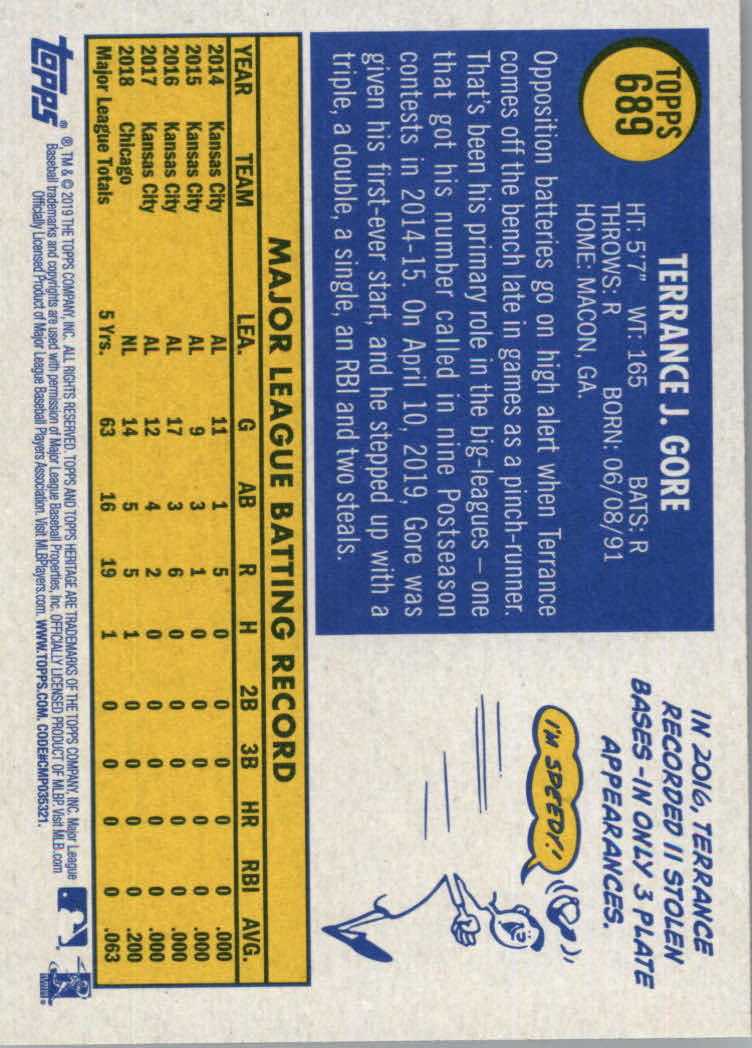 TOPPS
689
TERRANCE J. GORE
HT: 5'7" WT: 165 BATS: R
THROWS: R BORN: 06/08/91
HOME: MACON, GA.
Opposition batteries go on high alert when Terrance
comes off the bench late in games as a pinch-runner.
That's been his primary role in the big-leagues – one
that got his number called in nine Postseason
contests in 2014-15. On April 10, 2019, Gore was
given his first-ever start, and he stepped up with a
triple, a double, a single, an RBI and two steals.
IN 2016, TERRANCE
RECORDED 11 STOLEN
BASES-IN ONLY 3 PLATE
APPEARANCES.
I'M SPEEDY!
MAJOR LEAGUE BATTING RECORD
YEAR TEAM LEA. G AB R H 2B 3B HR RBI AVG.
2014 Kansas City AL 11 1 5 0 0 0 0 0 .000
2015 Kansas City AL 9 3 1 0 0 0 0 0 .000
2016 Kansas City AL 17 3 6 0 0 0 0 0 .000
2017 Kansas City AL 12 4 2 0 0 0 0 0 .000
2018 Chicago NL 14 5 5 1 0 0 0 0 .200
Major League Totals 5 Yrs. 63 16 19 1 0 0 0 0 .063
topps®
®, TM & © 2019 THE TOPPS COMPANY, INC. ALL RIGHTS RESERVED. TOPPS AND TOPPS HERITAGE ARE TRADEMARKS OF THE TOPPS COMPANY, INC. Major League
Baseball trademarks and copyrights are used with permission of Major League Baseball Properties, Inc. OFFICIALLY LICENSED PRODUCT OF MLBP. Visit MLB.com
Officially Licensed Product of Major League Baseball Players Association. Visit MLBPlayers.com. WWW.TOPPS.COM. CODE#CMP035321.